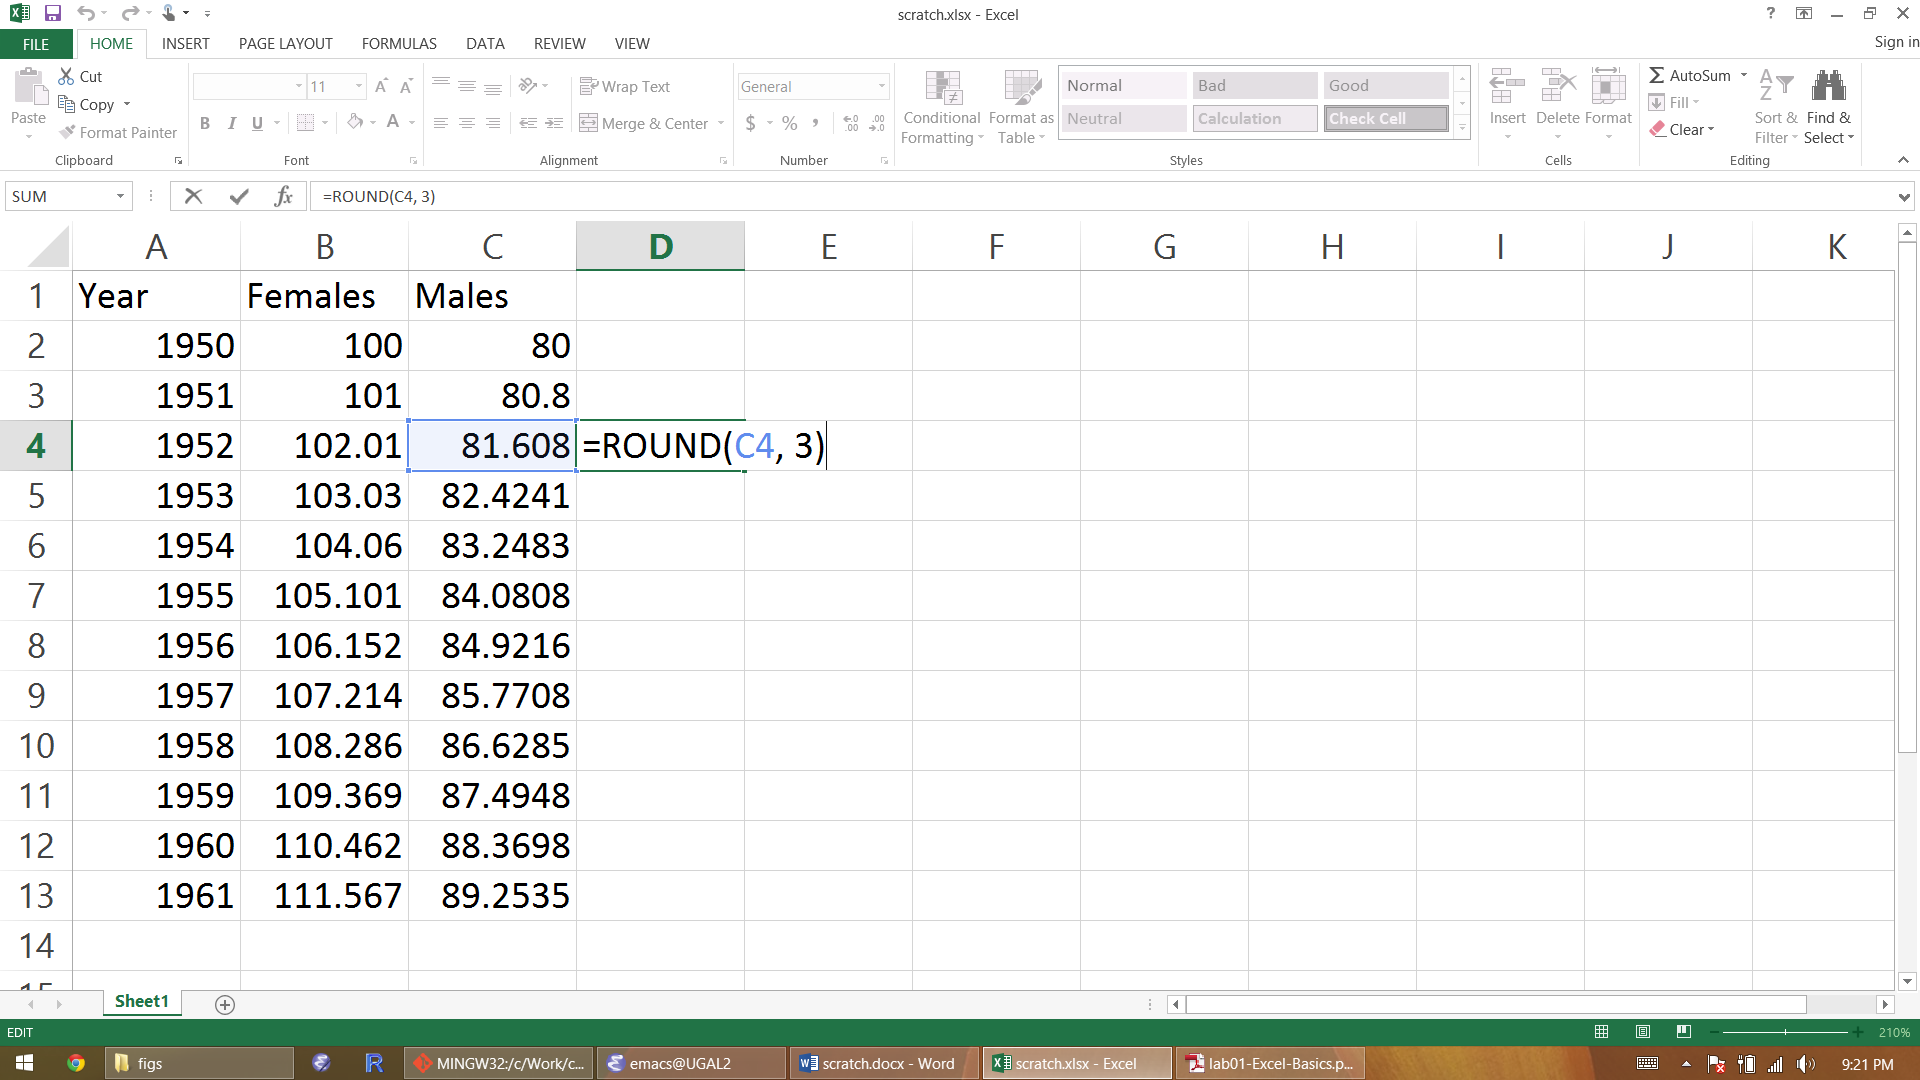 scratch.xlsx - Excel
?
FILE HOME INSERT PAGE LAYOUT FORMULAS DATA REVIEW VIEW Sign in
Paste
Cut
Copy
Format Painter
Clipboard
11 A A
B I U A
Font
Wrap Text
Merge & Center
Alignment
General
$ % , .00 .00
Number
Conditional Formatting
Format as Table
Normal Bad Good
Neutral Calculation Check Cell
Styles
Insert Delete Format
Cells
AutoSum
Fill
Clear
Sort & Filter
Find & Select
Editing
SUM fx =ROUND(C4, 3)
A B C D E F G H I J K
1 Year Females Males
2 1950 100 80
3 1951 101 80.8
4 1952 102.01 81.608 =ROUND(C4, 3)
5 1953 103.03 82.4241
6 1954 104.06 83.2483
7 1955 105.101 84.0808
8 1956 106.152 84.9216
9 1957 107.214 85.7708
10 1958 108.286 86.6285
11 1959 109.369 87.4948
12 1960 110.462 88.3698
13 1961 111.567 89.2535
14
15
Sheet1
EDIT 210%
figs R MINGW32:/c/Work/c... emacs@UGAL2 scratch.docx - Word scratch.xlsx - Excel lab01-Excel-Basics.p... 9:21 PM